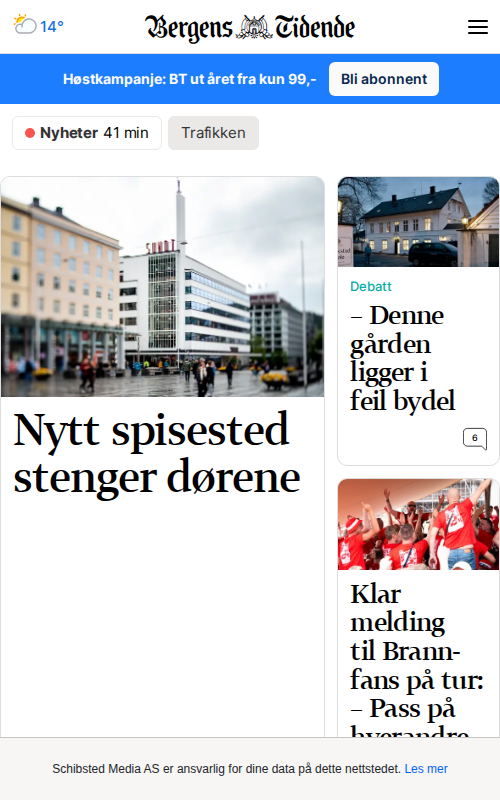 14°
Bergens Tidende
Høstkampanje: BT ut året fra kun 99,-
Bli abonnent
Nyheter 41 min
Trafikken
SUNDT
Nytt spisested
stenger dørene
Debatt
– Denne
gården
ligger i
feil bydel
6
Klar
melding
til Brann-
fans på tur:
– Pass på
hverandre
Schibsted Media AS er ansvarlig for dine data på dette nettstedet. Les mer